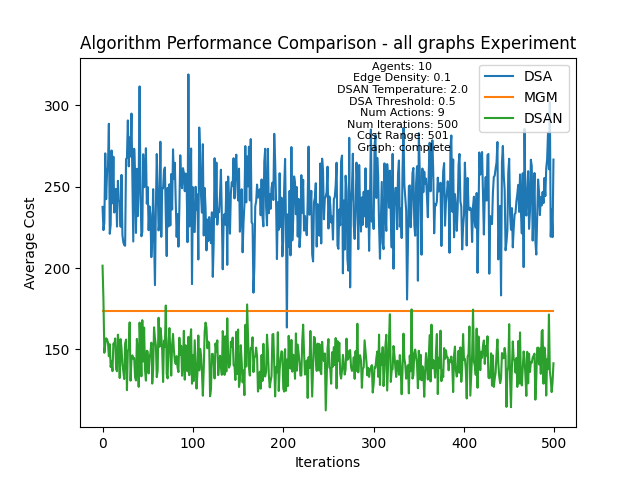 Algorithm Performance Comparison - all graphs Experiment
Agents: 10
Edge Density: 0.1
DSAN Temperature: 2.0
DSA Threshold: 0.5
Num Actions: 9
Num Iterations: 500
Cost Range: 501
Graph: complete
DSA
MGM
DSAN
Average Cost
300
250
200
150
0
100
200
300
400
500
Iterations